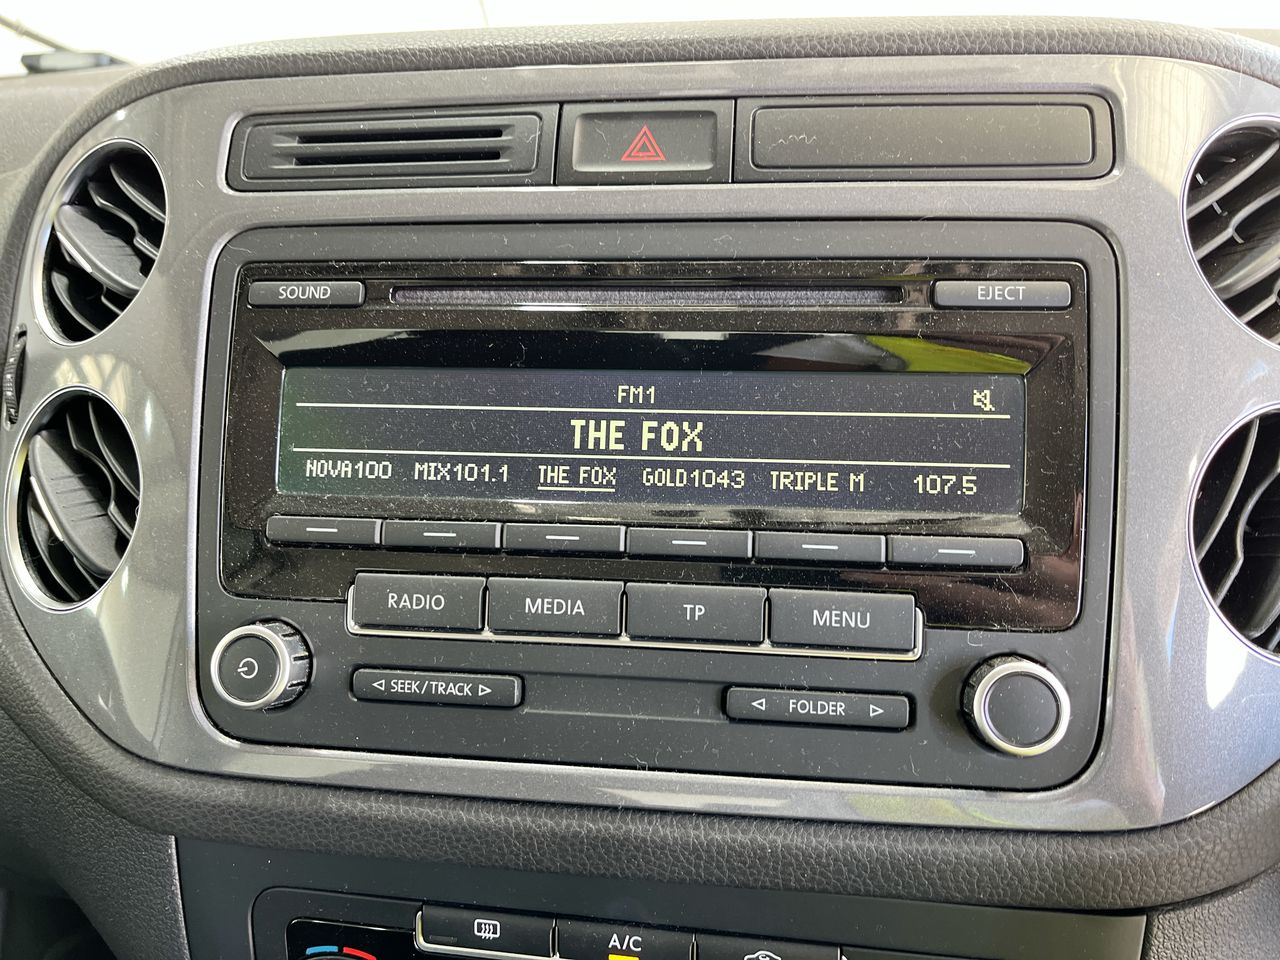 SOUND
EJECT
FM1
THE FOX
NOVA100 MIX101.1 THE FOX GOLD1043 TRIPLE M 107.5
RADIO MEDIA TP MENU
SEEK/TRACK
FOLDER
A/C